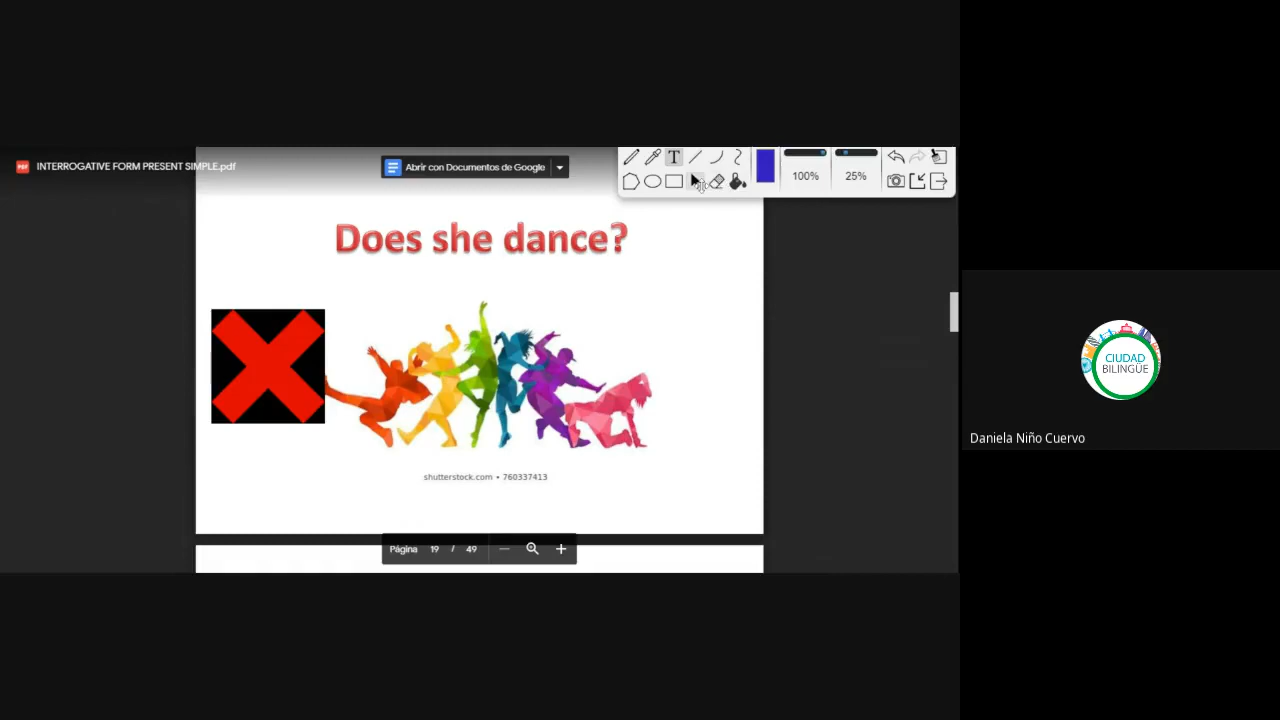 INTERROGATIVE FORM PRESENT SIMPLE.pdf
Abrir con Documentos de Google
T
100%
25%
Does she dance?
shutterstock.com • 760337413
Página 19 / 49
CIUDAD
BILINGÜE
Daniela Niño Cuervo